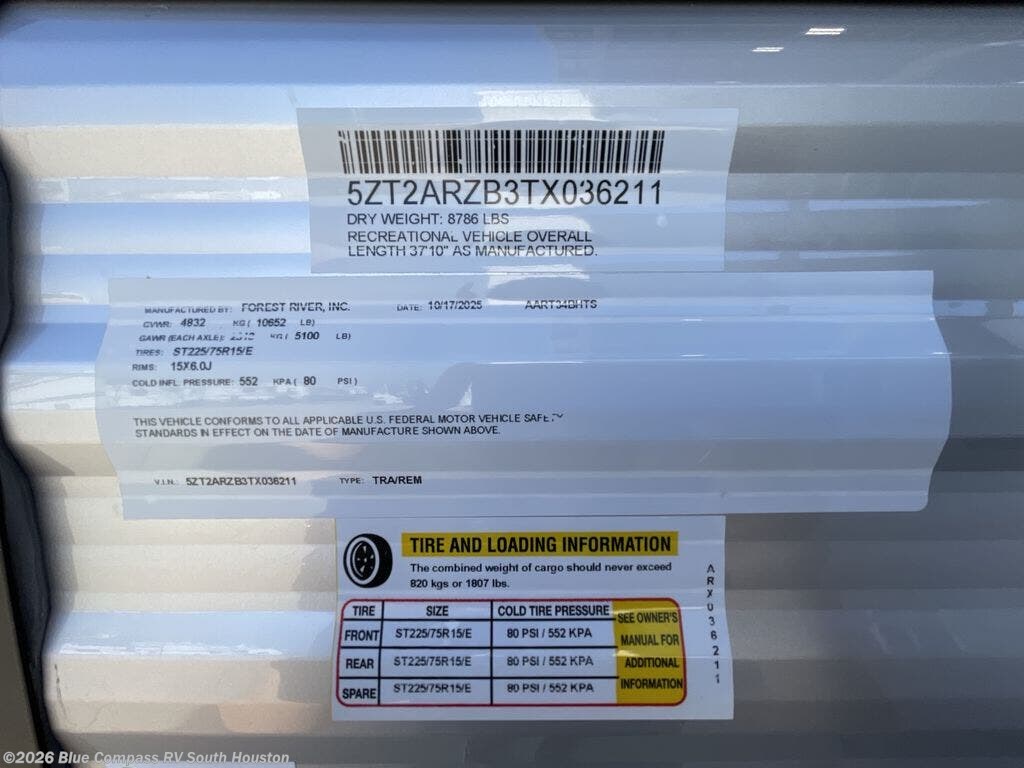 5ZT2ARZB3TX036211
DRY WEIGHT: 8786 LBS
RECREATIONAL VEHICLE OVERALL
LENGTH 37'10" AS MANUFACTURED.
MANUFACTURED BY: FOREST RIVER, INC. DATE: 10/17/2025 AART34BHTS
GVWR: 4832 KG ( 10652 LB)
GAWR (EACH AXLE): KG ( 5100 LB)
TIRES: ST225/75R15/E
RIMS: 15X6.0J
COLD INFL. PRESSURE: 552 KPA ( 80 PSI )
THIS VEHICLE CONFORMS TO ALL APPLICABLE U.S. FEDERAL MOTOR VEHICLE SAFETY
STANDARDS IN EFFECT ON THE DATE OF MANUFACTURE SHOWN ABOVE.
V.I.N.: 5ZT2ARZB3TX036211 TYPE: TRA/REM
TIRE AND LOADING INFORMATION
The combined weight of cargo should never exceed
820 kgs or 1807 lbs.
TIRE SIZE COLD TIRE PRESSURE
FRONT ST225/75R15/E 80 PSI / 552 KPA
REAR ST225/75R15/E 80 PSI / 552 KPA
SPARE ST225/75R15/E 80 PSI / 552 KPA
SEE OWNER'S
MANUAL FOR
ADDITIONAL
INFORMATION
ARX036211
©2026 Blue Compass RV South Houston